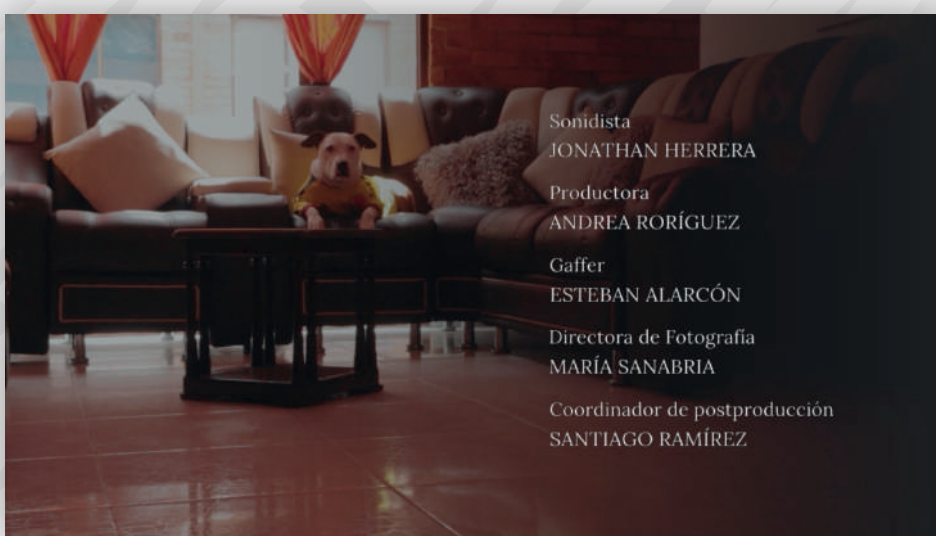 Sonidista
JONATHAN HERRERA
Productora
ANDREA RORÍGUEZ
Gaffer
ESTEBAN ALARCÓN
Directora de Fotografía
MARÍA SANABRIA
Coordinador de postproducción
SANTIAGO RAMÍREZ